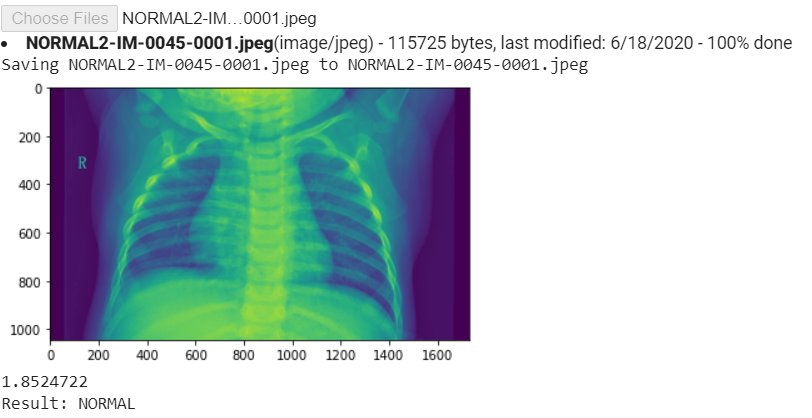 Choose Files NORMAL2-IM...0001.jpeg
• NORMAL2-IM-0045-0001.jpeg(image/jpeg) - 115725 bytes, last modified: 6/18/2020 - 100% done
Saving NORMAL2-IM-0045-0001.jpeg to NORMAL2-IM-0045-0001.jpeg
0
200
R
400
600
800
1000
0 200 400 600 800 1000 1200 1400 1600
1.8524722
Result: NORMAL